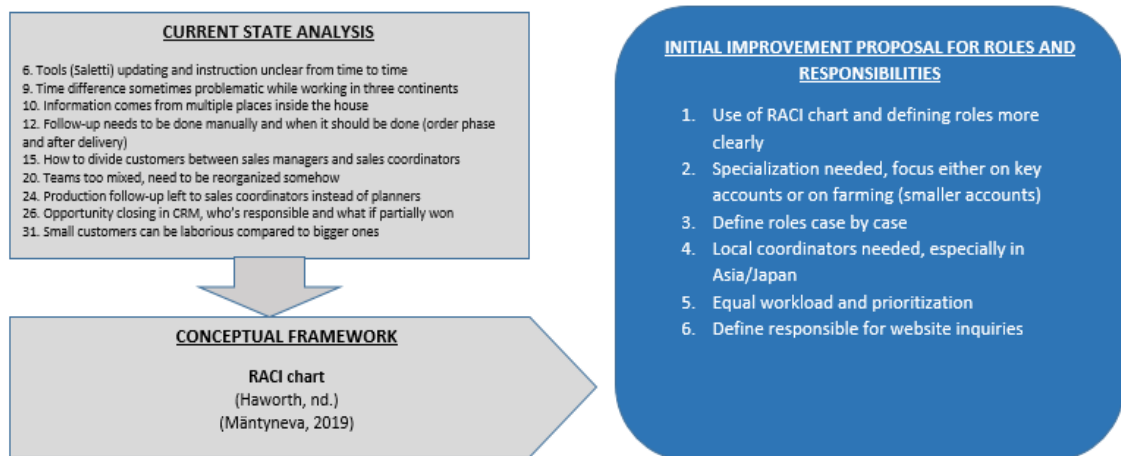 CURRENT STATE ANALYSIS
6. Tools (Saletti) updating and instruction unclear from time to time
9. Time difference sometimes problematic while working in three continents
10. Information comes from multiple places inside the house
12. Follow-up needs to be done manually and when it should be done (order phase
and after delivery)
15. How to divide customers between sales managers and sales coordinators
20. Teams too mixed, need to be reorganized somehow
24. Production follow-up left to sales coordinators instead of planners
26. Opportunity closing in CRM, who's responsible and what if partially won
31. Small customers can be laborious compared to bigger ones
CONCEPTUAL FRAMEWORK
RACI chart
(Haworth, nd.)
(Mäntyneva, 2019)
INITIAL IMPROVEMENT PROPOSAL FOR ROLES AND
RESPONSIBILITIES
1. Use of RACI chart and defining roles more
clearly
2. Specialization needed, focus either on key
accounts or on farming (smaller accounts)
3. Define roles case by case
4. Local coordinators needed, especially in
Asia/Japan
5. Equal workload and prioritization
6. Define responsible for website inquiries